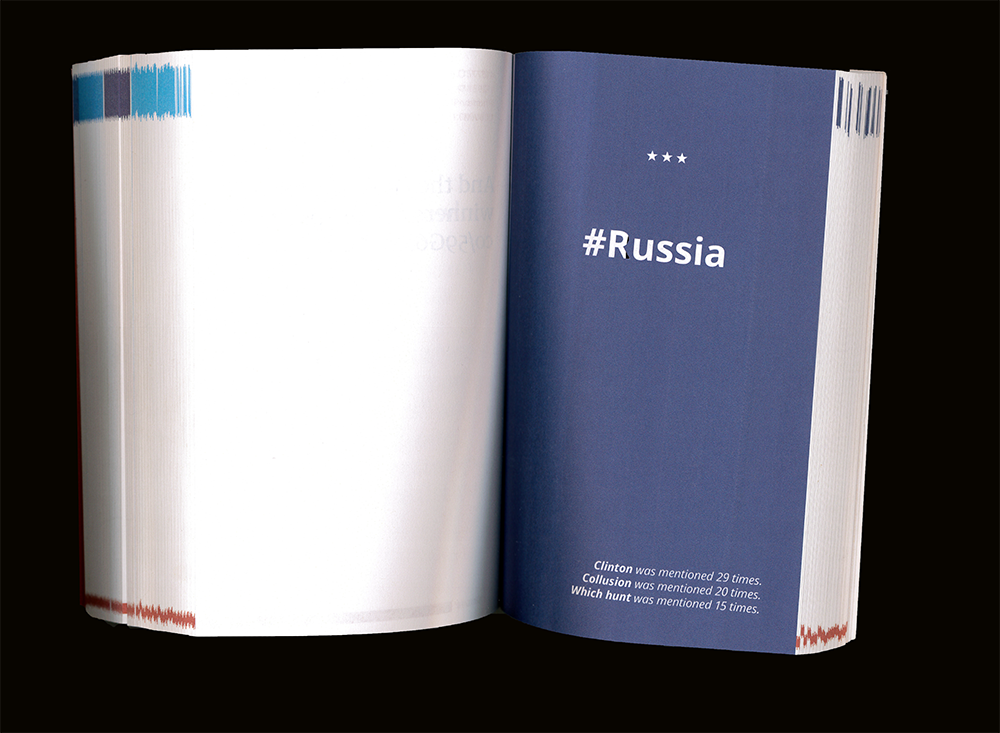 #Russia
Clinton was mentioned 29 times.
Collusion was mentioned 20 times.
Which hunt was mentioned 15 times.